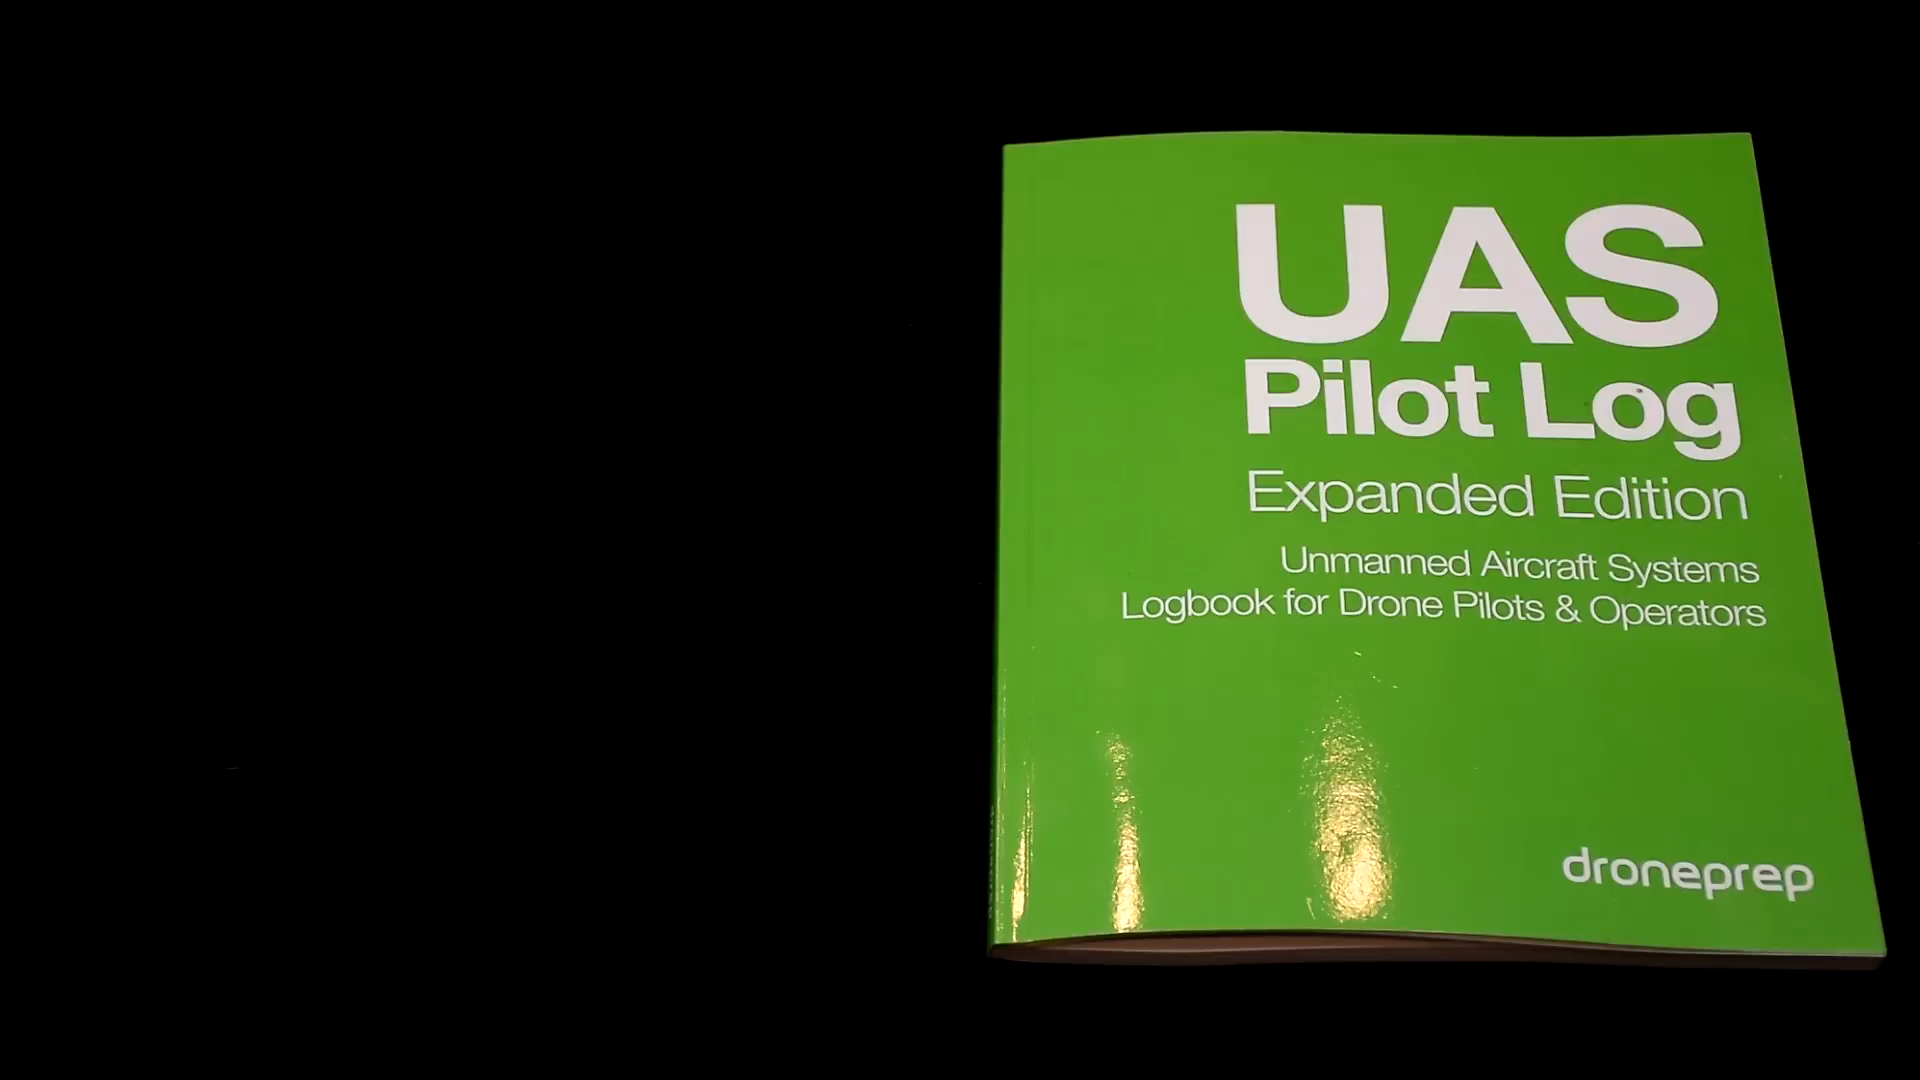 UAS
Pilot Log
Expanded Edition
Unmanned Aircraft Systems
Logbook for Drone Pilots & Operators
droneprep